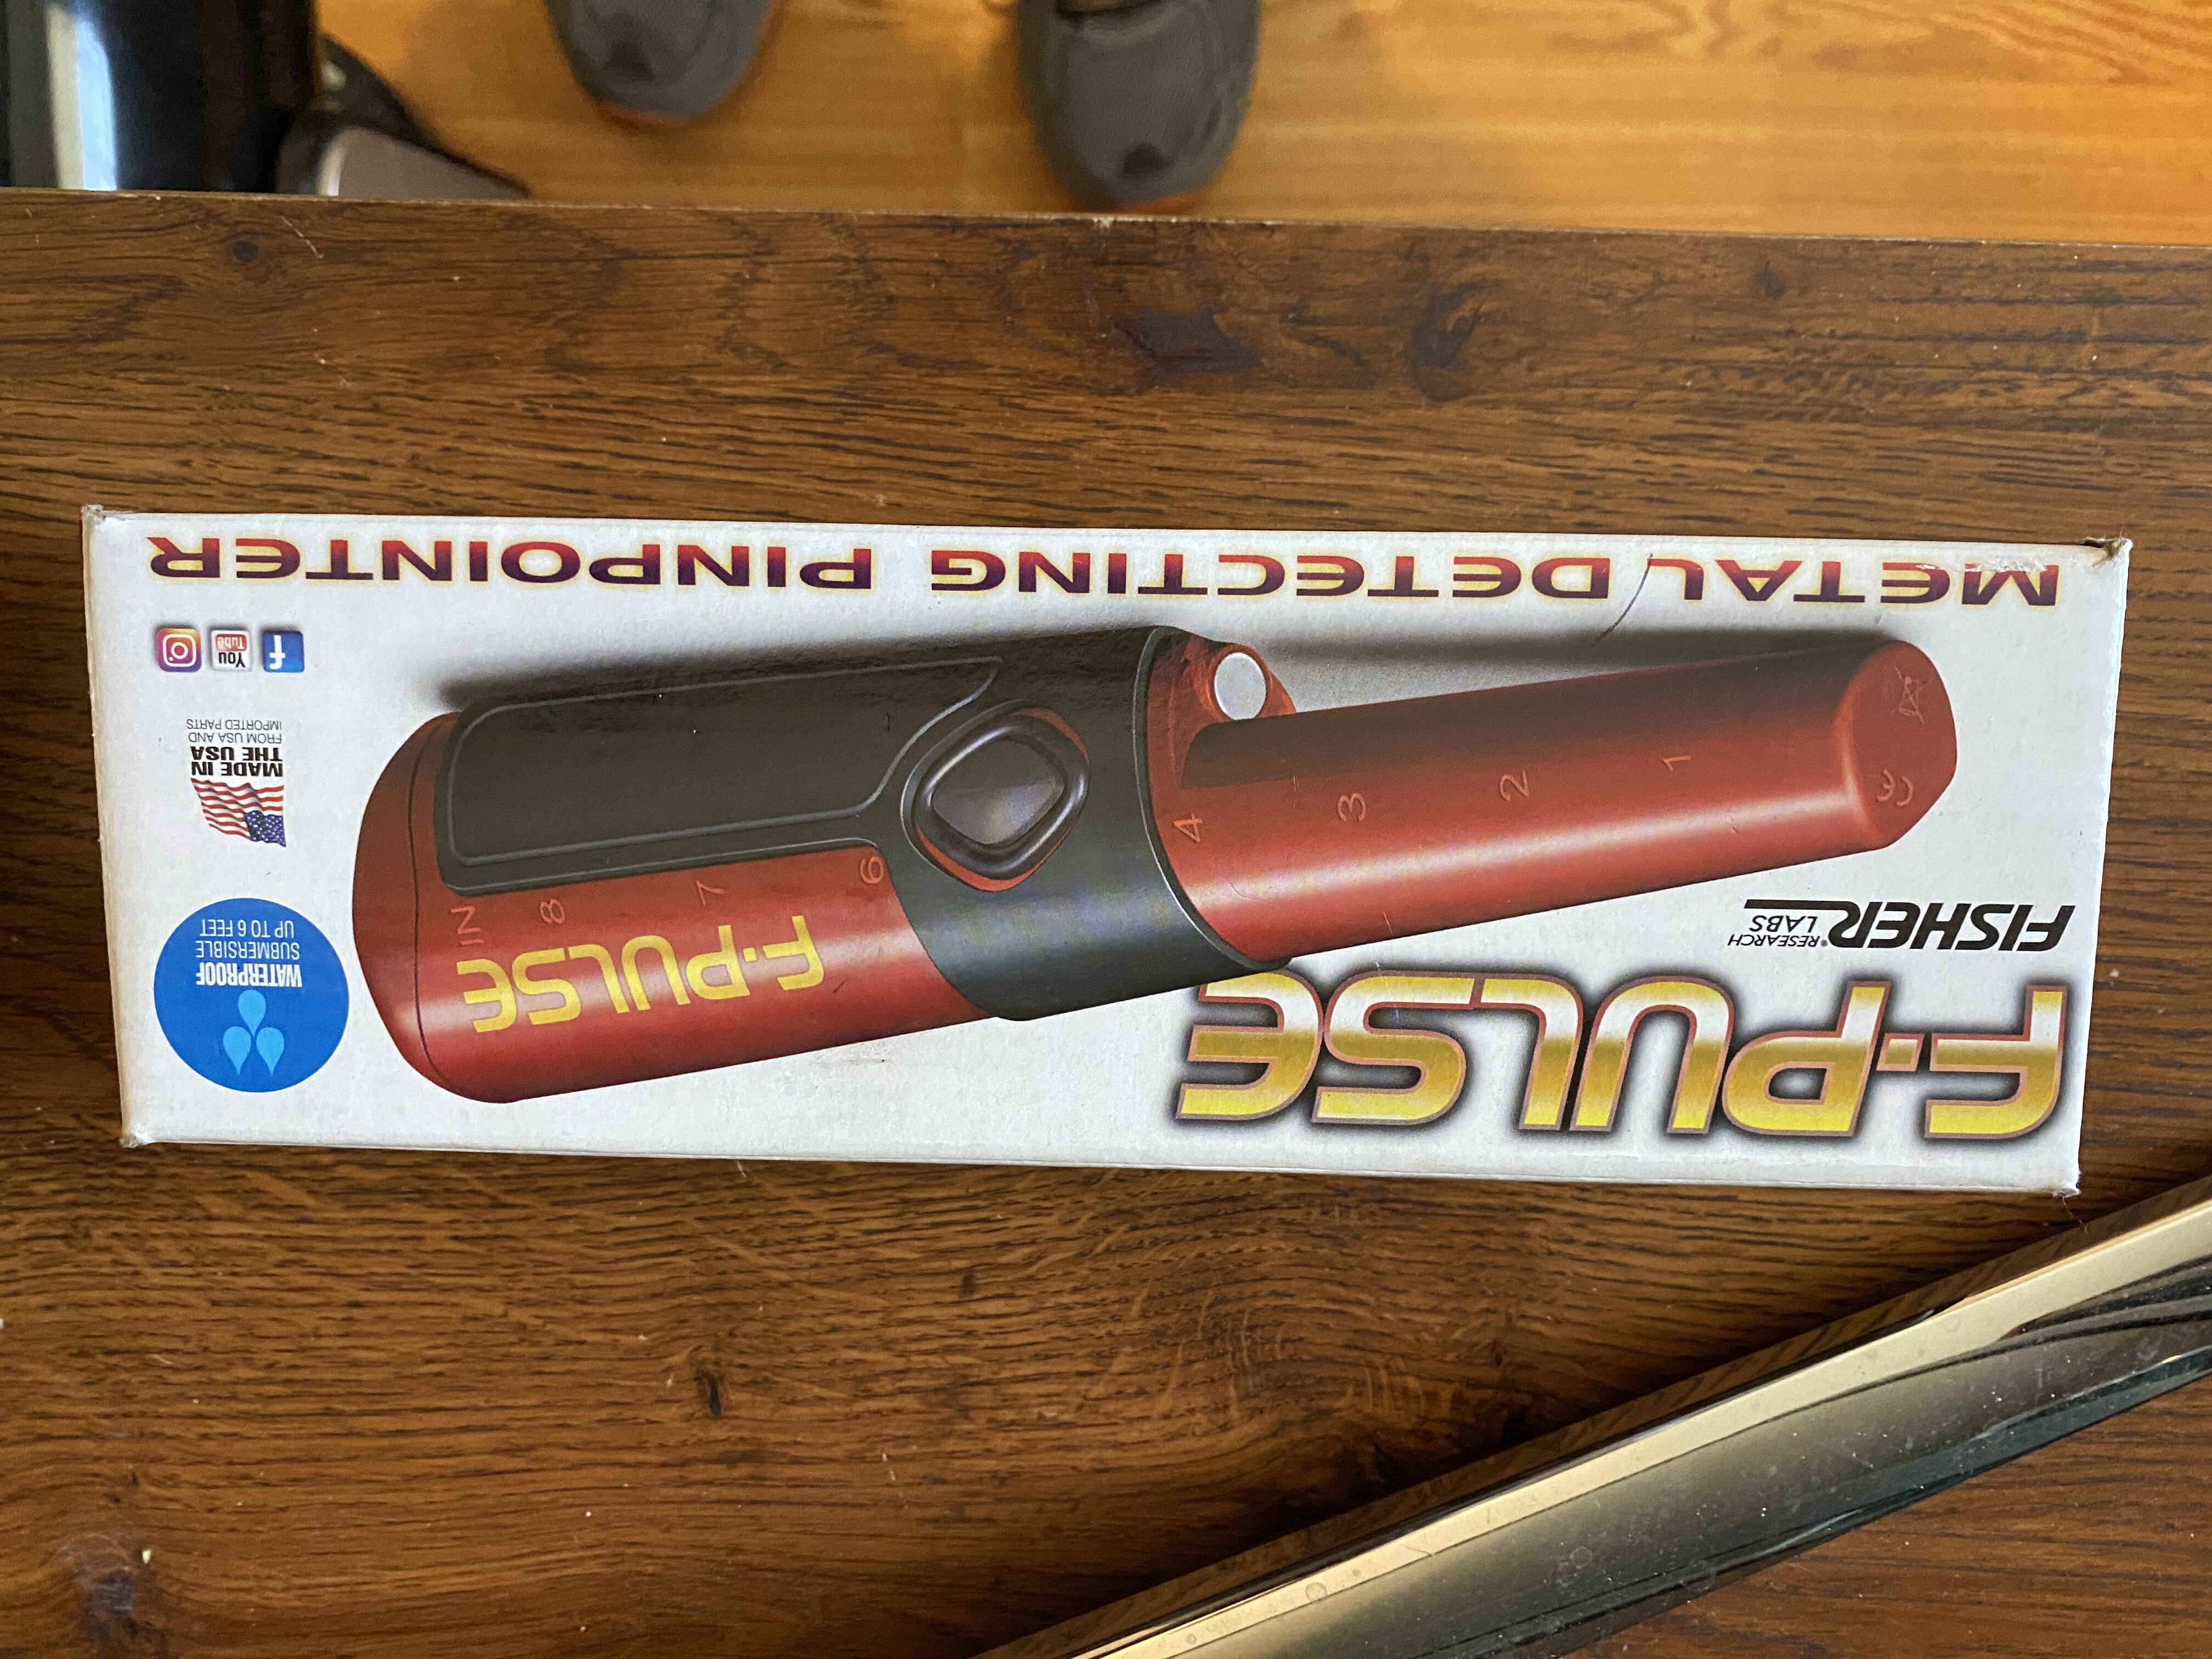 F-PULSE
FISHER
RESEARCH
LABS®
WATERPROOF
SUBMERSIBLE
UP TO 6 FEET
F-PULSE
IN 8 7 6 4 3 2 1
CE
MADE IN
THE USA
FROM USA AND
IMPORTED PARTS
f
You
Tube
METAL DETECTING PINPOINTER